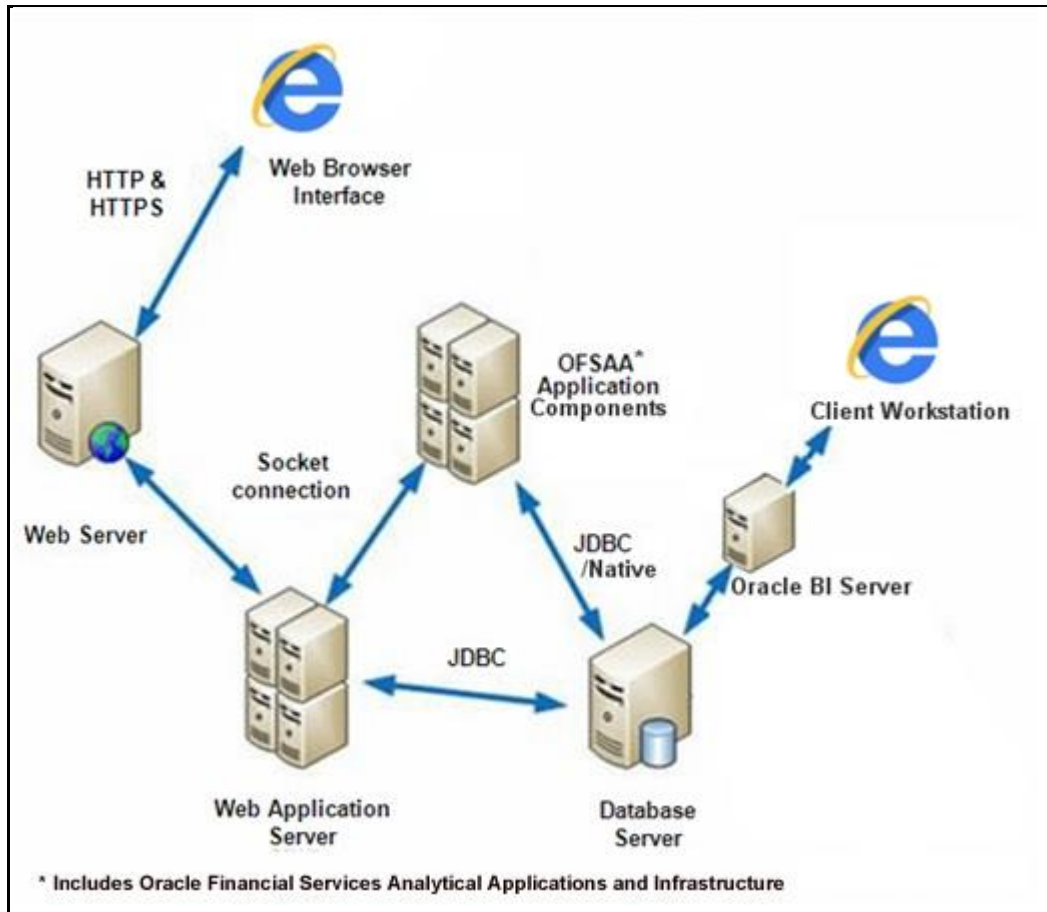 Web Browser
Interface
HTTP &
HTTPS
OFSAA*
Application
Components
Client Workstation
Socket
connection
Web Server
JDBC
/Native
Oracle BI Server
JDBC
Web Application
Server
Database
Server
* Includes Oracle Financial Services Analytical Applications and Infrastructure